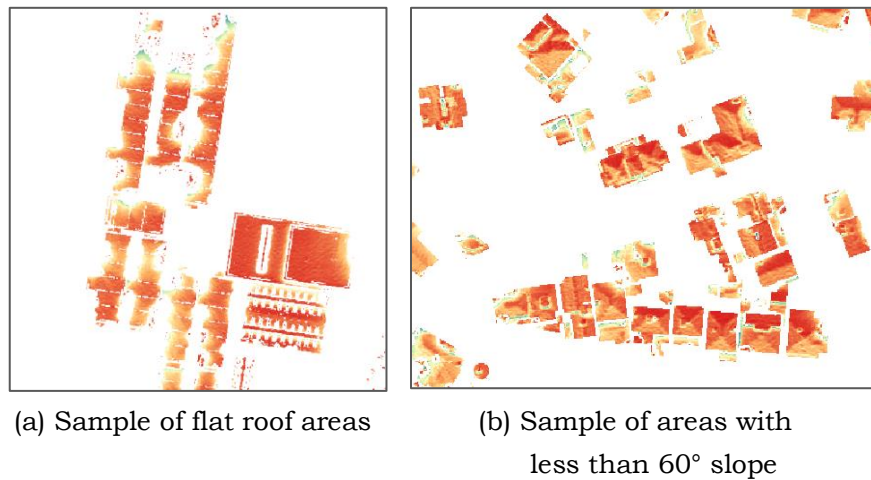 (a) Sample of flat roof areas
(b) Sample of areas with
less than 60° slope